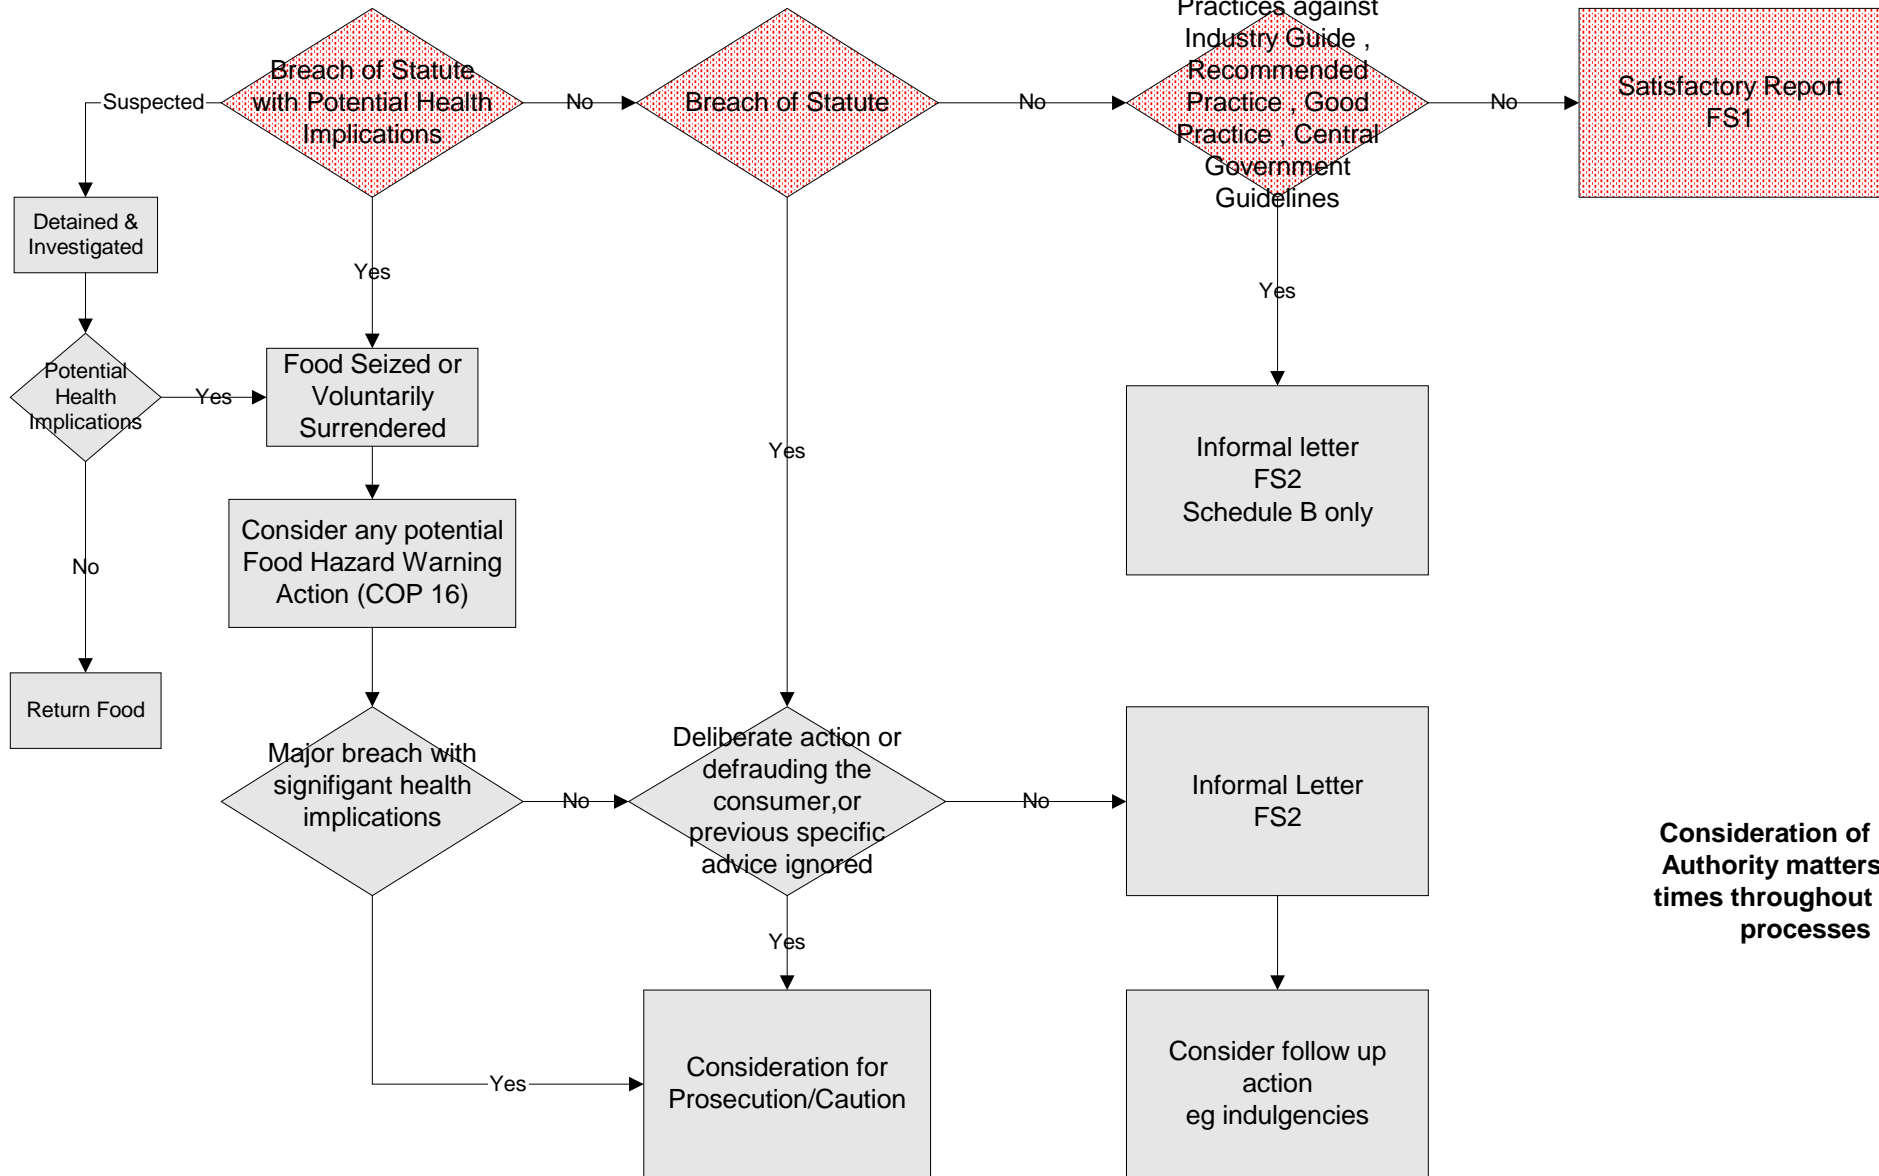 Breach of Statute
with Potential Health
Implications
Suspected
No
Breach of Statute
No
Practices against
Industry Guide ,
Recommended
Practice , Good
Practice , Central
Government
Guidelines
No
Satisfactory Report
FS1
Detained &
Investigated
Yes
Yes
Potential
Health
Implications
Yes
Food Seized or
Voluntarily
Surrendered
Yes
Informal letter
FS2
Schedule B only
No
Consider any potential
Food Hazard Warning
Action (COP 16)
Return Food
Major breach with
signifigant health
implications
No
Deliberate action or
defrauding the
consumer,or
previous specific
advice ignored
No
Informal Letter
FS2
Consideration of
Authority matters
times throughout
processes
Yes
Yes
Consideration for
Prosecution/Caution
Consider follow up
action
eg indulgencies